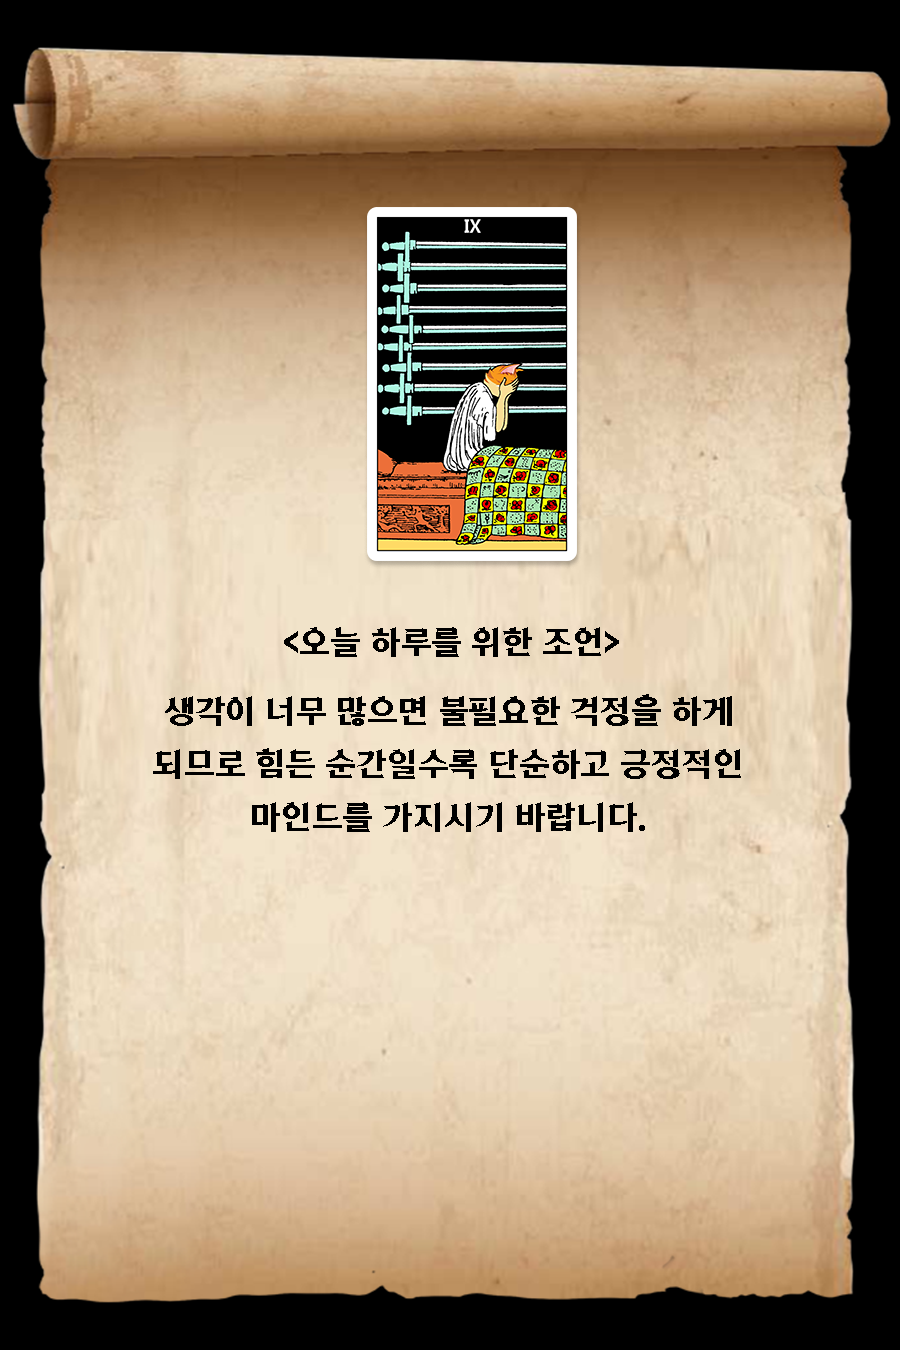 IX
<오늘 하루를 위한 조언>
생각이 너무 많으면 불필요한 걱정을 하게
되므로 힘든 순간일수록 단순하고 긍정적인
마인드를 가지시기 바랍니다.